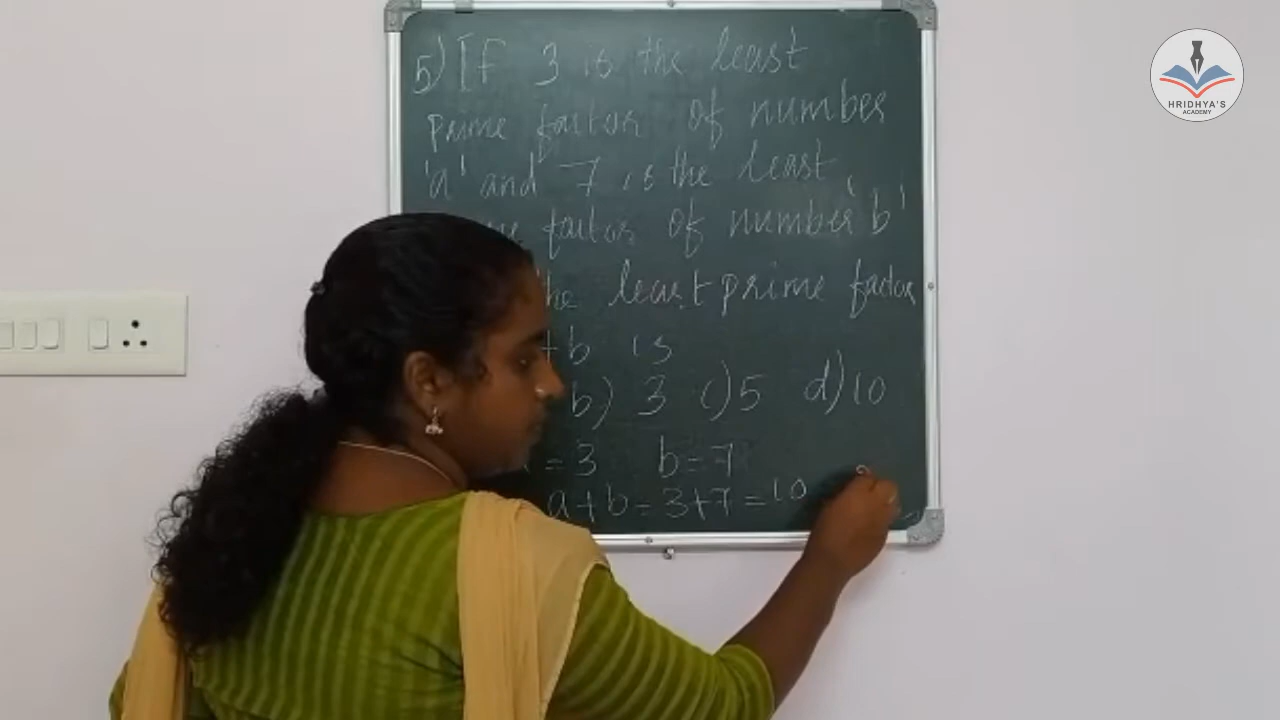 5) If 3 is the least
prime factor of number
'a' and 7 is the least
factor of number 'b'
the least prime factor
+b is
b) 3 c) 5 d) 10
= 3 b = 7
a+b = 3+7 = 10
HRIDHYA'S
ACADEMY